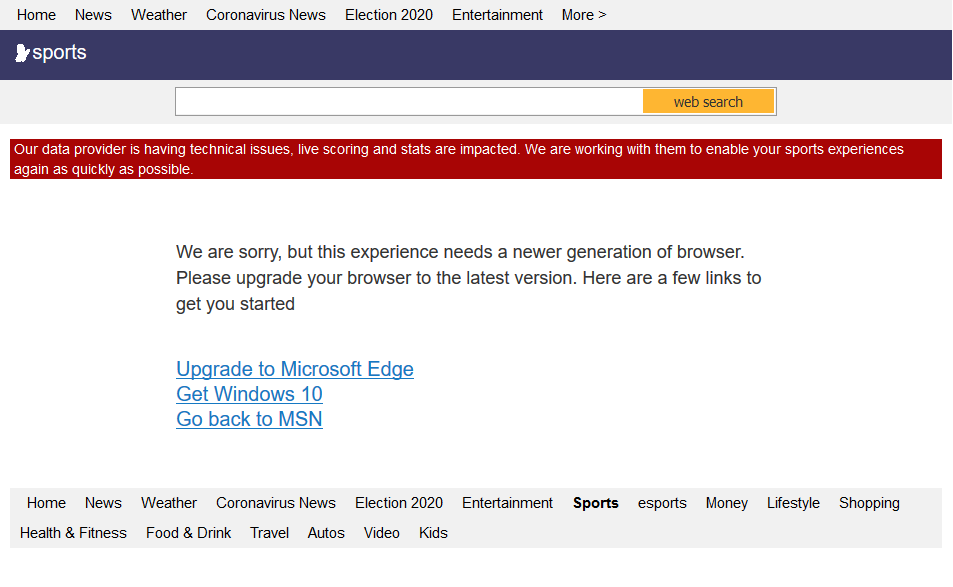 Home News Weather Coronavirus News Election 2020 Entertainment More >
sports
web search
Our data provider is having technical issues, live scoring and stats are impacted. We are working with them to enable your sports experiences
again as quickly as possible.
We are sorry, but this experience needs a newer generation of browser.
Please upgrade your browser to the latest version. Here are a few links to
get you started
Upgrade to Microsoft Edge
Get Windows 10
Go back to MSN
Home News Weather Coronavirus News Election 2020 Entertainment Sports esports Money Lifestyle Shopping
Health & Fitness Food & Drink Travel Autos Video Kids